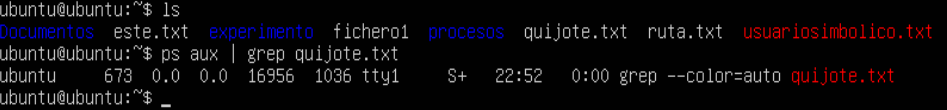 ubuntu@ubuntu:~$ ls
Documentos este.txt experimento fichero1 procesos quijote.txt ruta.txt usuariosimbolico.txt
ubuntu@ubuntu:~$ ps aux | grep quijote.txt
ubuntu 673 0.0 0.0 16956 1036 tty1 S+ 22:52 0:00 grep --color=auto quijote.txt
ubuntu@ubuntu:~$ _